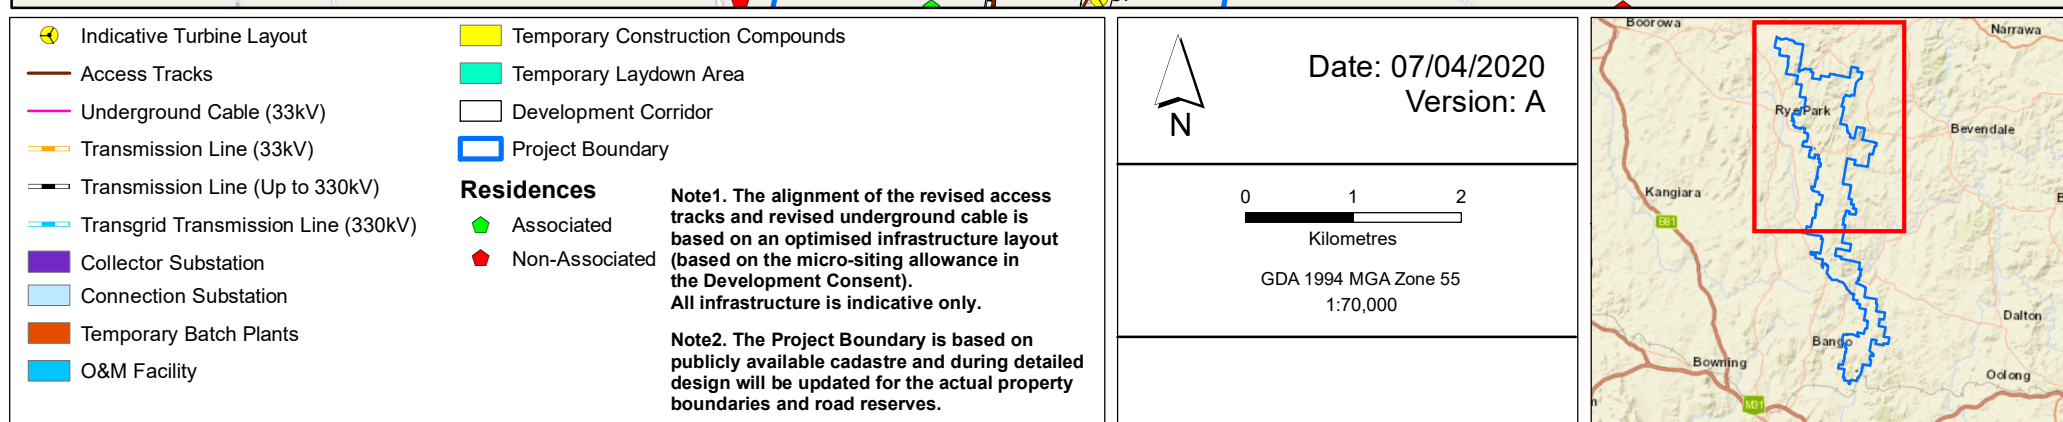 Indicative Turbine Layout
Access Tracks
Underground Cable (33kV)
Transmission Line (33kV)
Transmission Line (Up to 330kV)
Transgrid Transmission Line (330kV)
Collector Substation
Connection Substation
Temporary Batch Plants
O&M Facility
Temporary Construction Compounds
Temporary Laydown Area
Development Corridor
Project Boundary
Residences
Associated
Non-Associated
Note1. The alignment of the revised access
tracks and revised underground cable is
based on an optimised infrastructure layout
(based on the micro-siting allowance in
the Development Consent).
All infrastructure is indicative only.
Note2. The Project Boundary is based on
publicly available cadastre and during detailed
design will be updated for the actual property
boundaries and road reserves.
N
Date: 07/04/2020
Version: A
0 1 2
Kilometres
GDA 1994 MGA Zone 55
1:70,000
Boorowa
Narrawa
Rye Park
Bevendale
Kangiara
B81
Dalton
Bango
Bowning
Oolong
M31